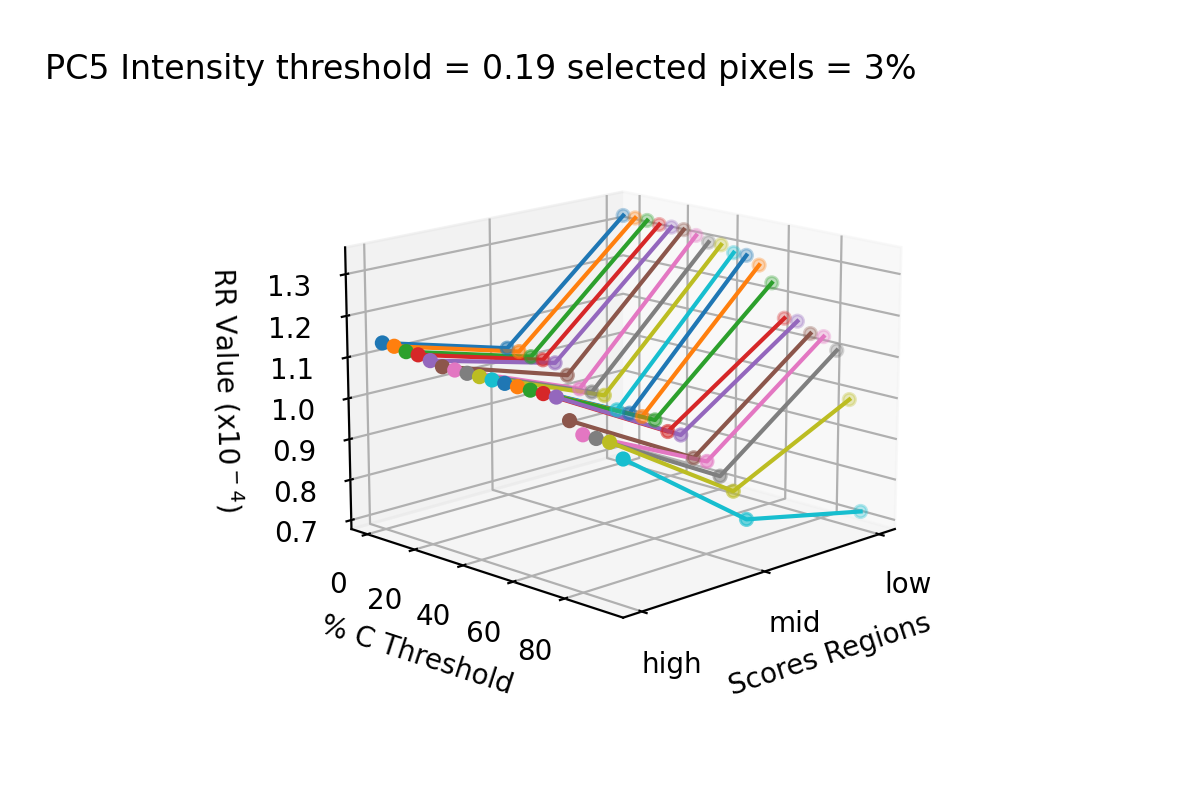 PC5 Intensity threshold = 0.19 selected pixels = 3%
RR Value (x10⁻⁴)
1.3
1.2
1.1
1.0
0.9
0.8
0.7
0
20
40
60
80
% C Threshold
high
mid
low
Scores Regions